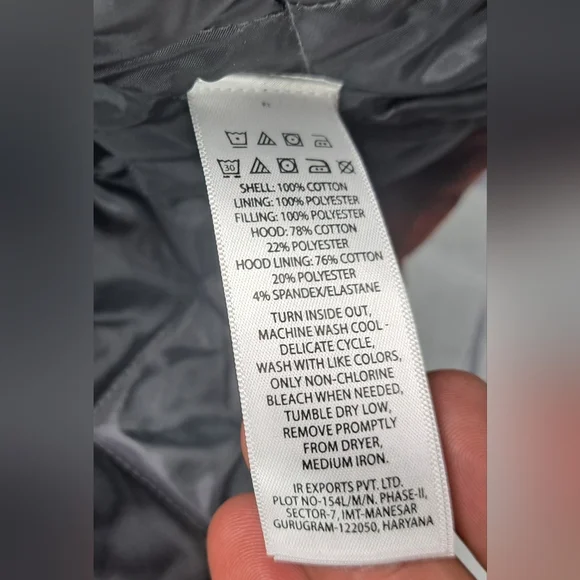 30
SHELL: 100% COTTON
LINING: 100% POLYESTER
FILLING: 100% POLYESTER
HOOD: 78% COTTON
22% POLYESTER
HOOD LINING: 76% COTTON
20% POLYESTER
4% SPANDEX/ELASTANE
TURN INSIDE OUT,
MACHINE WASH COOL -
DELICATE CYCLE,
WASH WITH LIKE COLORS,
ONLY NON-CHLORINE
BLEACH WHEN NEEDED,
TUMBLE DRY LOW,
REMOVE PROMPTLY
FROM DRYER,
MEDIUM IRON.
IR EXPORTS PVT. LTD.
PLOT NO-154L/M/N. PHASE-II,
SECTOR-7, IMT-MANESAR
GURUGRAM-122050, HARYANA